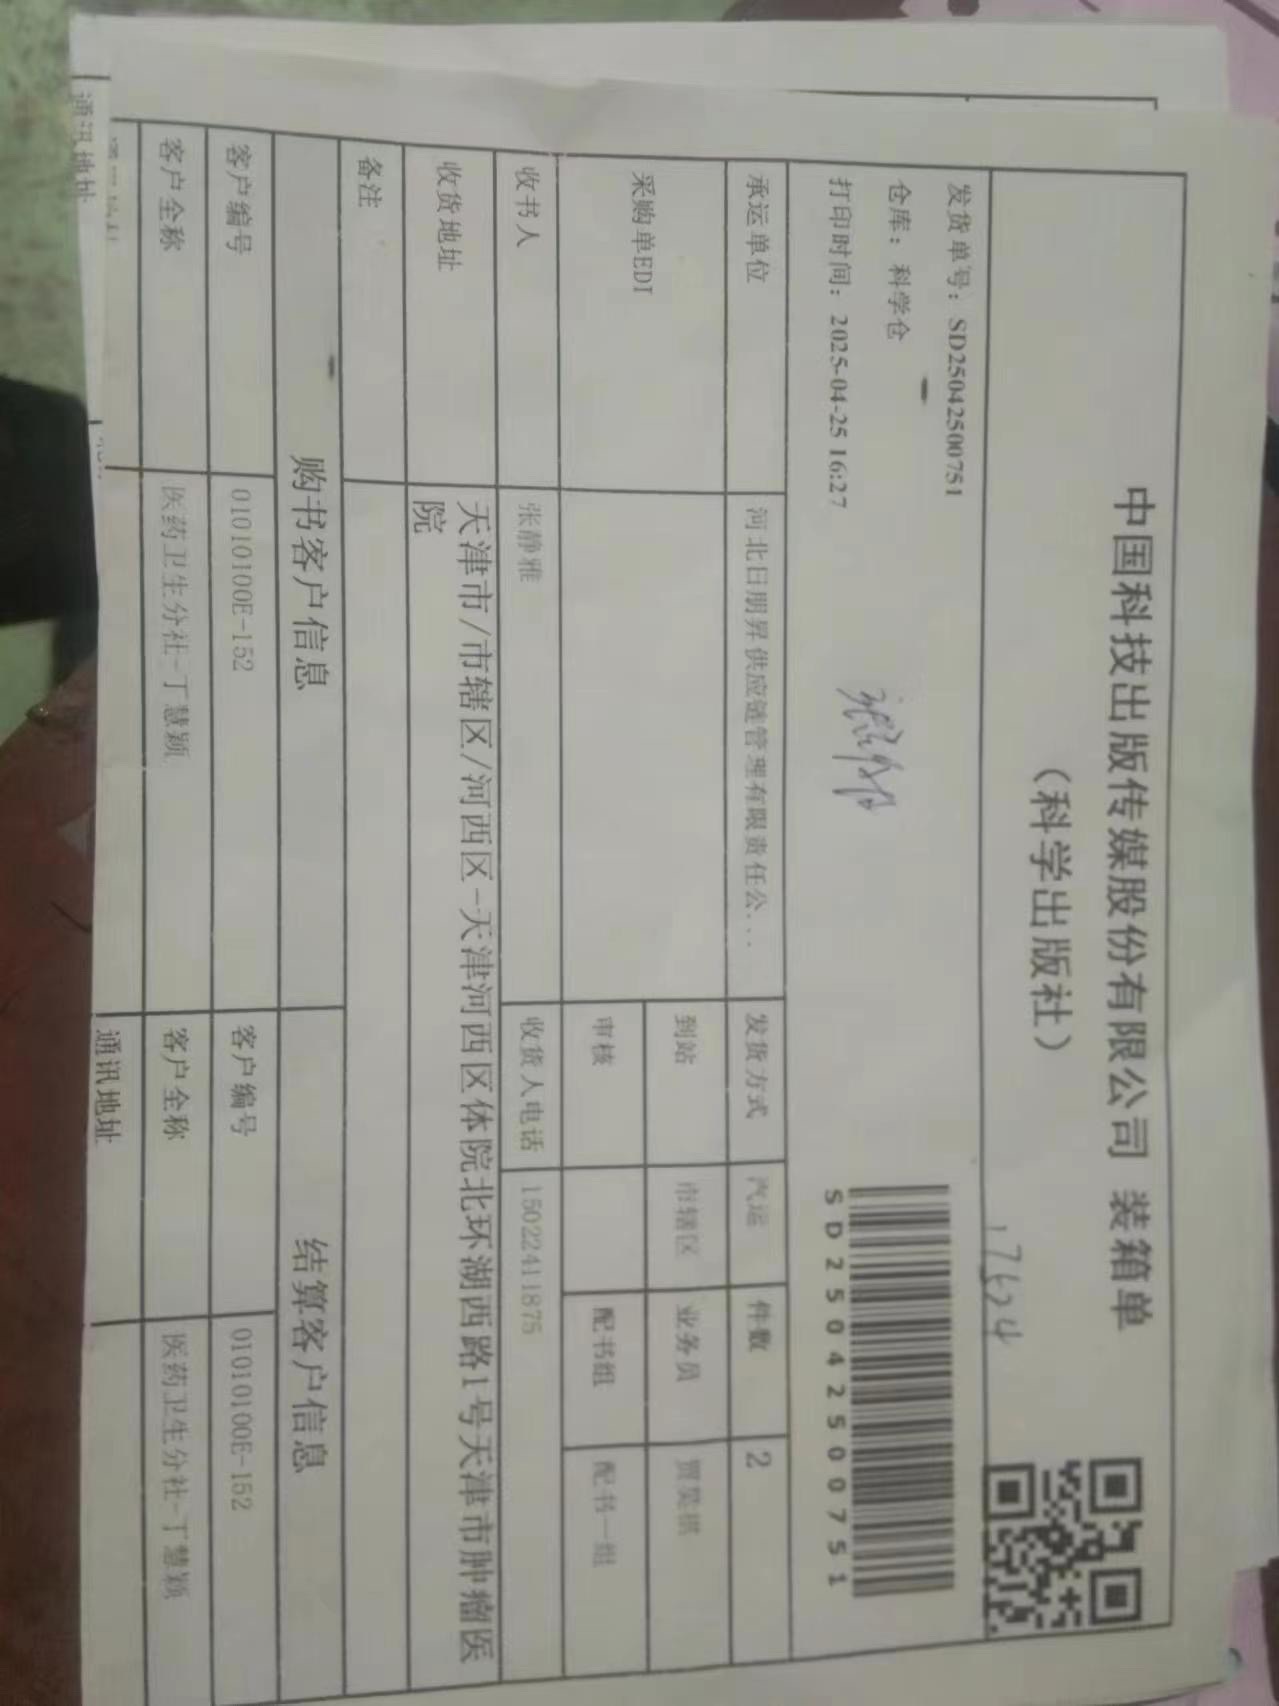 中国科技出版传媒股份有限公司 装箱单
（科学出版社）
发货单号：SD25042500751
仓库：科学仓
打印时间：2025-04-25 16:27
SD25042500751
承运单位 河北日朋昇供应链管理有限责任公... 发货方式 汽运 件数 2
采购单EDI 到站 市辖区 业务员
审核 配书组 配书一组
收书人 张静雅 收货人电话 15022411875
收货地址 天津市/市辖区/河西区-天津河西区体院北环湖西路1号天津市肿瘤医
院
备注
购书客户信息 结算客户信息
客户编号 0101010OE-152 客户编号 0101010OE-152
客户全称 医药卫生分社-丁慧颖 客户全称 医药卫生分社-丁慧颖
通讯地址 通讯地址